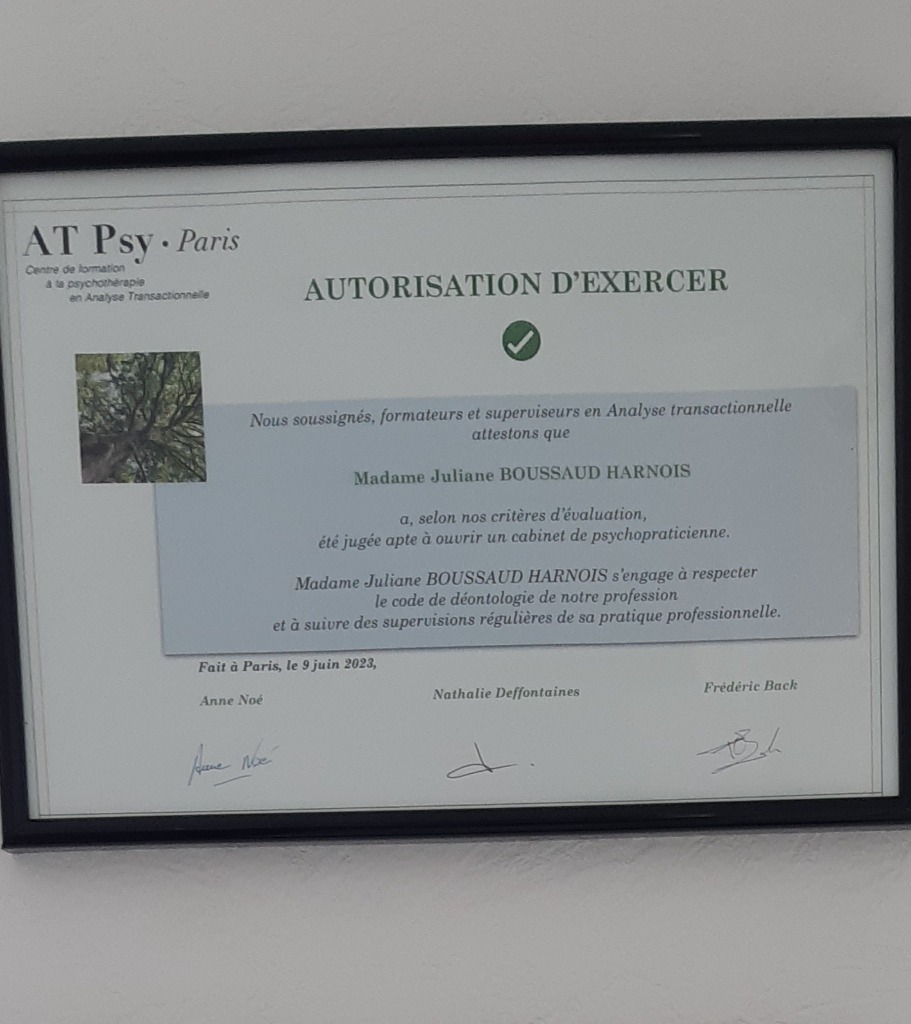 AT Psy · Paris
Centre de formation
à la psychothérapie
en Analyse Transactionnelle
AUTORISATION D'EXERCER
Nous soussignés, formateurs et superviseurs en Analyse transactionnelle
attestons que
Madame Juliane BOUSSAUD HARNOIS
a, selon nos critères d'évaluation,
été jugée apte à ouvrir un cabinet de psychopraticienne.
Madame Juliane BOUSSAUD HARNOIS s'engage à respecter
le code de déontologie de notre profession
et à suivre des supervisions régulières de sa pratique professionnelle.
Fait à Paris, le 9 juin 2023,
Anne Noé
Nathalie Deffontaines
Frédéric Back
Anne Noé